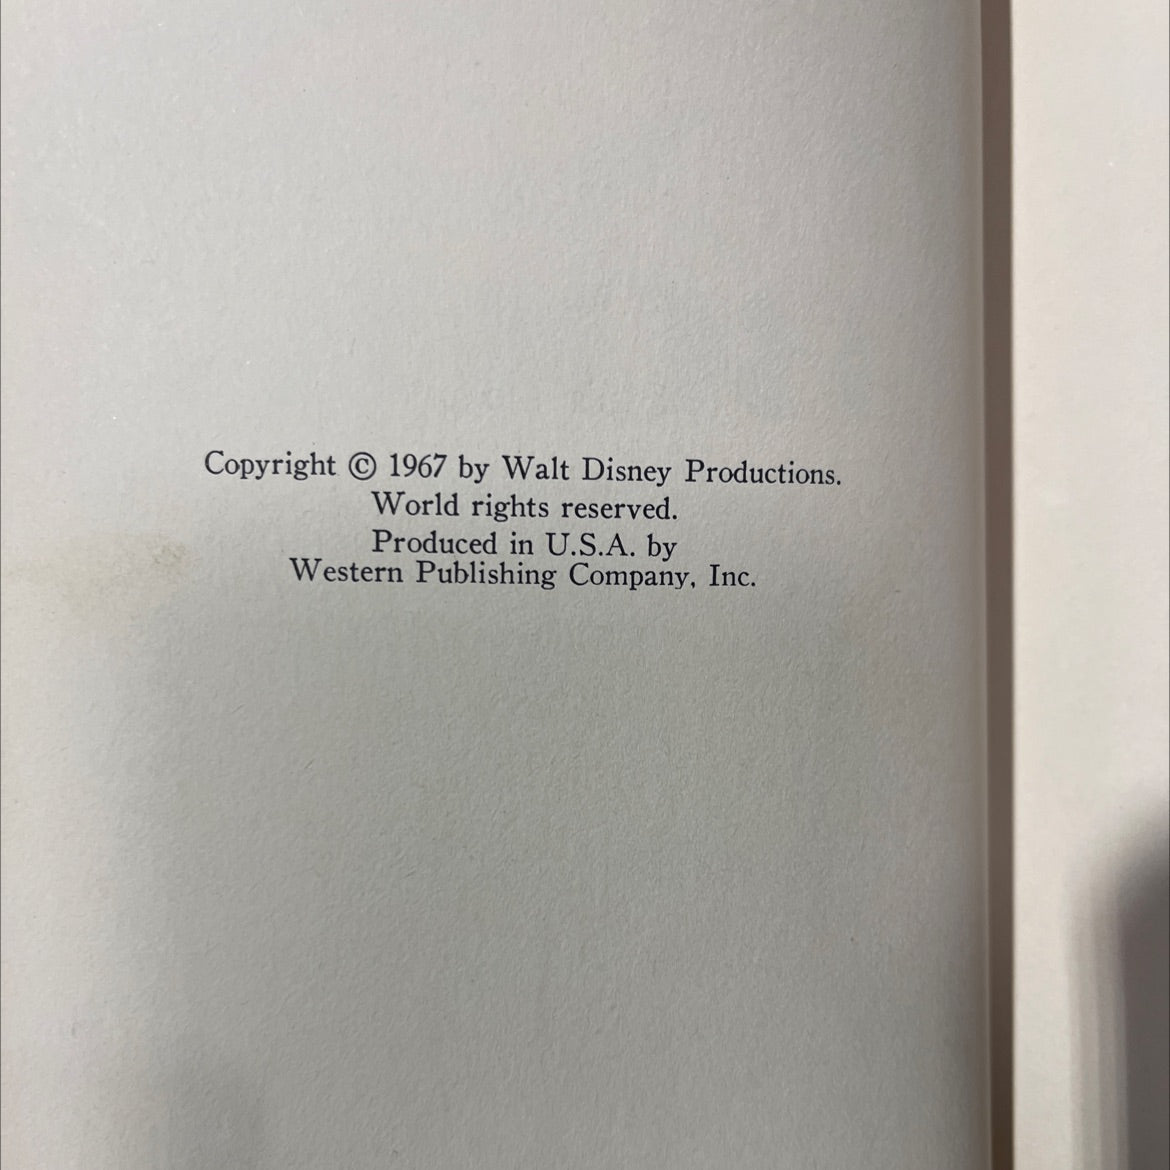 Copyright © 1967 by Walt Disney Productions.
World rights reserved.
Produced in U.S.A. by
Western Publishing Company, Inc.